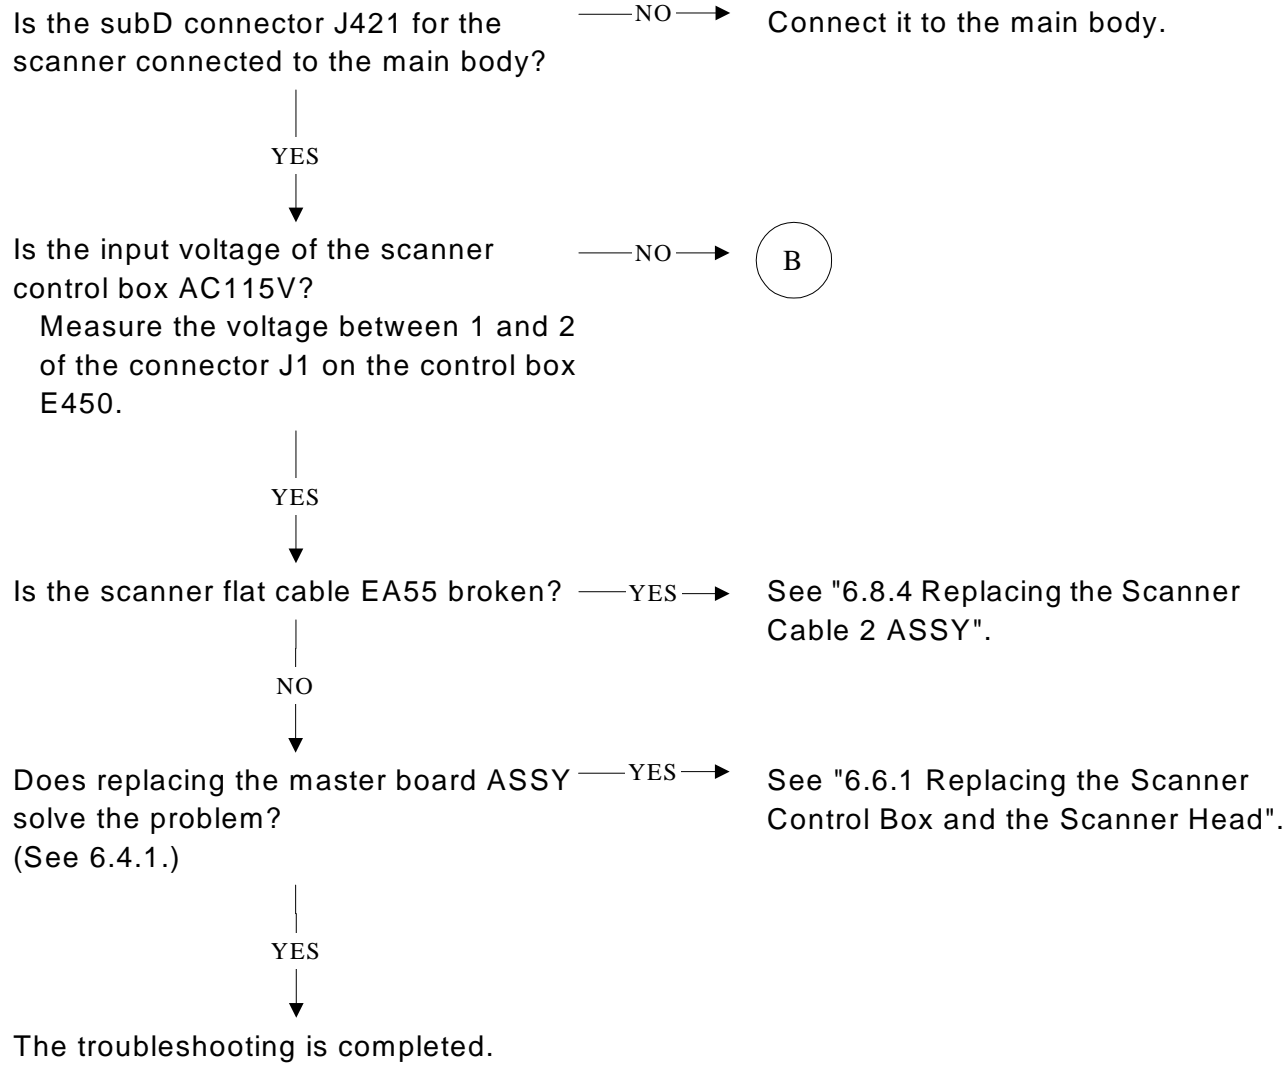 Is the subD connector J421 for the
scanner connected to the main body?
NO
Connect it to the main body.
YES
Is the input voltage of the scanner
control box AC115V?
Measure the voltage between 1 and 2
of the connector J1 on the control box
E450.
NO
B
YES
Is the scanner flat cable EA55 broken?
YES
See "6.8.4 Replacing the Scanner
Cable 2 ASSY".
NO
Does replacing the master board ASSY
solve the problem?
(See 6.4.1.)
YES
See "6.6.1 Replacing the Scanner
Control Box and the Scanner Head".
YES
The troubleshooting is completed.